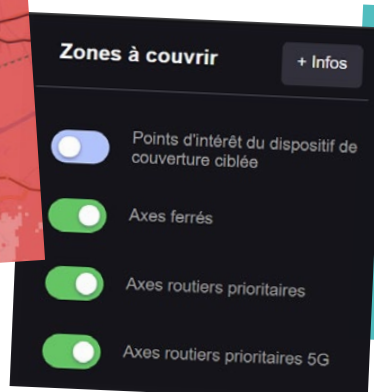 Zones à couvrir
+ Infos
Points d'intérêt du dispositif de
couverture ciblée
Axes ferrés
Axes routiers prioritaires
Axes routiers prioritaires 5G